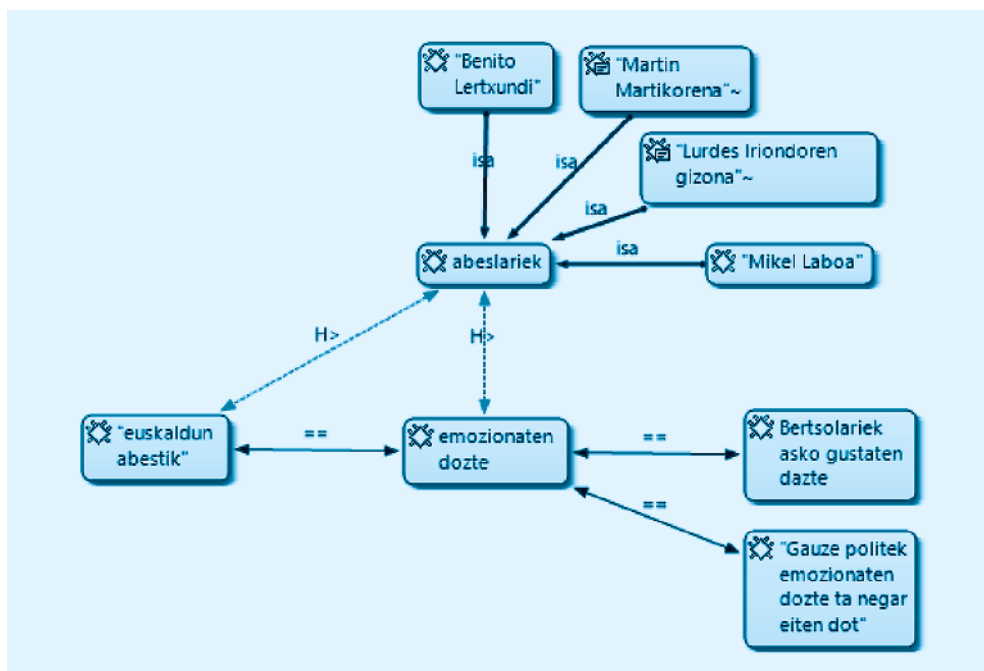 "Benito
Lertxundi"
"Martin
Martikorena"~
"Lurdes Iriondoren
gizona"~
isa
isa
isa
isa
abeslariek
"Mikel Laboa"
H>
H>
"euskaldun
abestik"
==
emozionaten
dozte
==
Bertsolariek
asko gustaten
dazte
==
"Gauze politek
emozionaten
dozte ta negar
eiten dot"